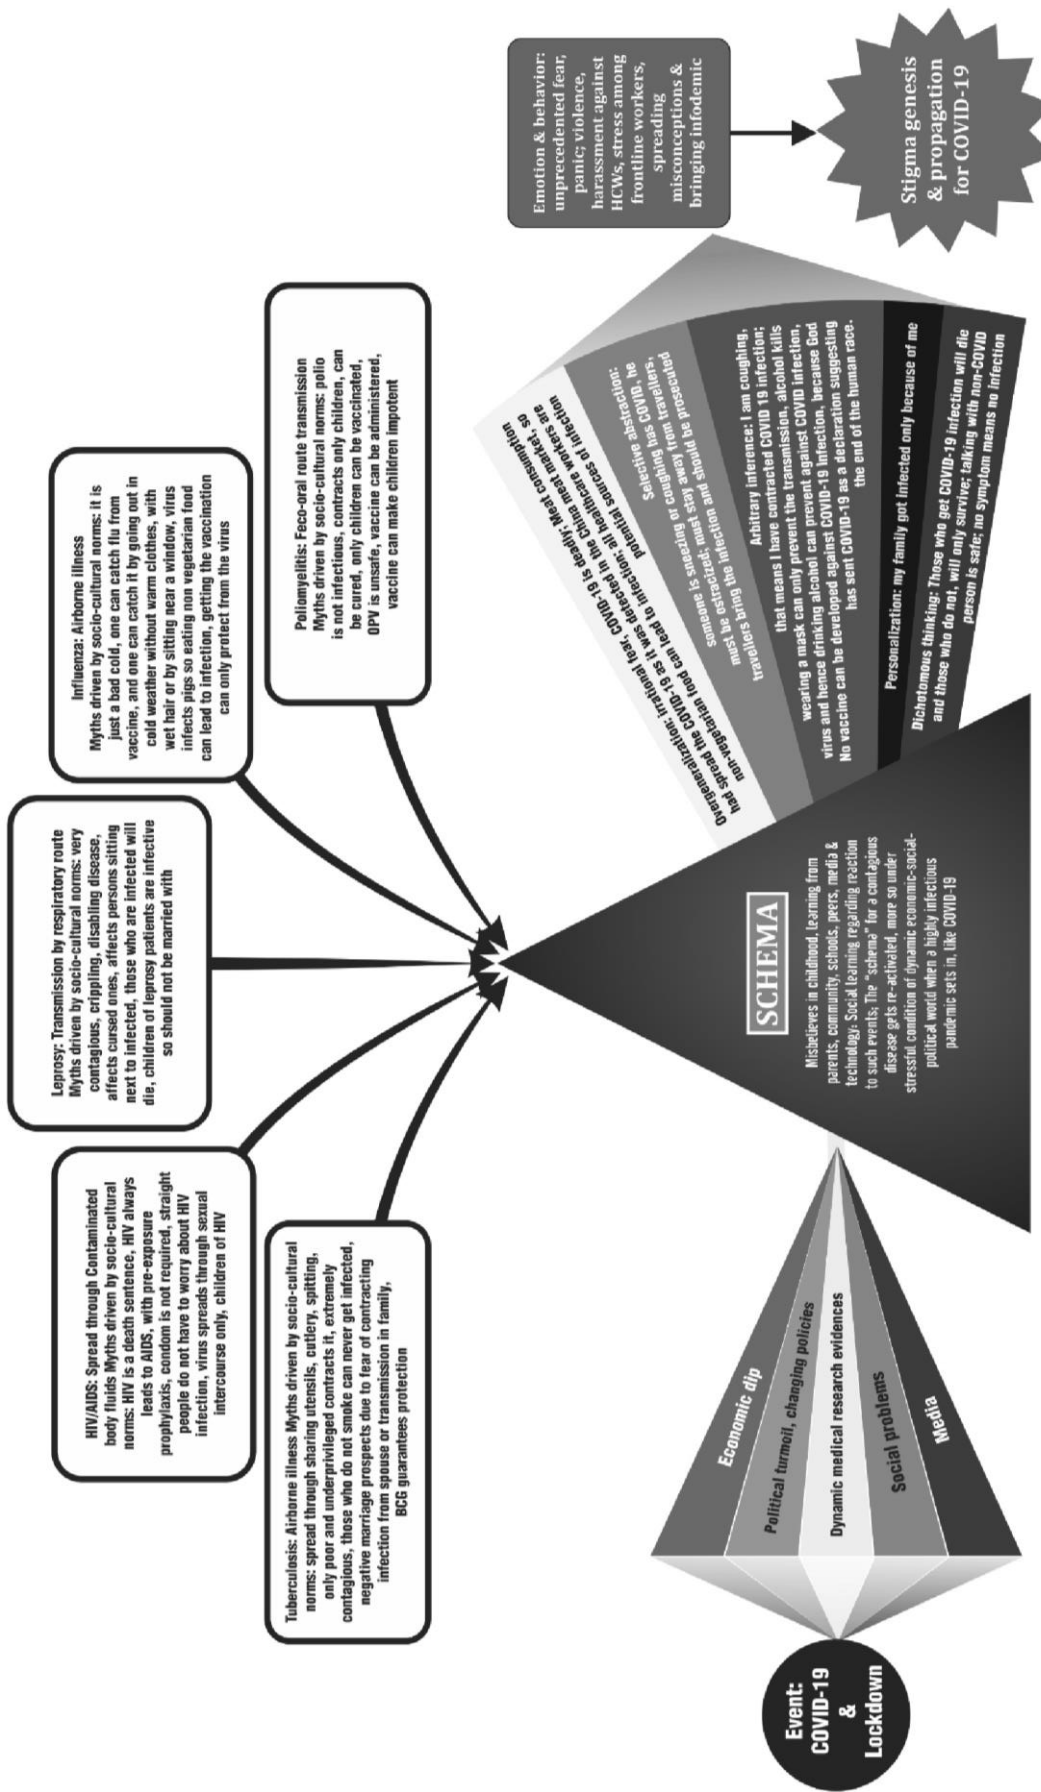 Tuberculosis: Airborne illness Myths driven by socio-cultural
norms: spread through sharing utensils, cutlery, spitting,
only poor and underprivileged contracts it, extremely
contagious, those who do not smoke can never get infected,
negative marriage prospects due to fear of contracting
infection from spouse or transmission in family,
BCG guarantees protection
HIV/AIDS: Spread through Contaminated
body fluids Myths driven by socio-cultural
norms: HIV is a death sentence, HIV always
leads to AIDS, with pre-exposure
prophylaxis, condom is not required, straight
people do not have to worry about HIV
infection, virus spreads through sexual
intercourse only, children of HIV
Leprosy: Transmission by respiratory route
Myths driven by socio-cultural norms: very
contagious, crippling, disabling disease,
affects cursed ones, affects persons sitting
next to infected, those who are infected will
die, children of leprosy patients are infective
so should not be married with
Influenza: Airborne illness
Myths driven by socio-cultural norms: it is
just a bad cold, one can catch flu from
vaccine, and one can catch it by going out in
cold weather without warm clothes, with
wet hair or by sitting near a window, virus
infects pigs so eating non vegetarian food
can lead to infection, getting the vaccination
can only protect from the virus
Poliomyelitis: Feco-oral route transmission
Myths driven by socio-cultural norms: polio
is not infectious, contracts only children, can
be cured, only children can be vaccinated,
OPV is unsafe, vaccine can be administered,
vaccine can make children impotent
Event:
COVID-19
&
Lockdown
Economic dip
Political turmoil, changing policies
Dynamic medical research evidences
Social problems
Media
SCHEMA
Misbelieves in childhood, learning from
parents, community, schools, peers, media &
technology: Social learning regarding reaction
to such events; The "schema" for a contagious
disease gets re-activated, more so under
stressful condition of dynamic economic-social-
political world when a highly infectious
pandemic sets in, like COVID-19
Overgeneralization: irrational fear, COVID-19 is deadly; Meat consumption
had spread the COVID-19 as it was detected in the China meat market, so
non-vegetarian food can lead to infection; all healthcare workers are
potential sources of infection
Selective abstraction:
someone is sneezing or coughing has COVID, he
must be ostracized; must stay away from travellers,
travellers bring the infection and should be prosecuted
Arbitrary inference: I am coughing,
that means I have contracted COVID 19 infection;
wearing a mask can only prevent the transmission, alcohol kills
virus and hence drinking alcohol can prevent against COVID infection,
No vaccine can be developed against COVID-19 infection, because God
has sent COVID-19 as a declaration suggesting
the end of the human race.
Personalization: my family got infected only because of me
Dichotomous thinking: Those who get COVID-19 infection will die
and those who do not, will only survive; talking with non-COVID
person is safe; no symptom means no infection
Emotion & behavior:
unprecedented fear,
panic; violence,
harassment against
HCWs, stress among
frontline workers,
spreading
misconceptions &
bringing infodemic
Stigma genesis
& propagation
for COVID-19